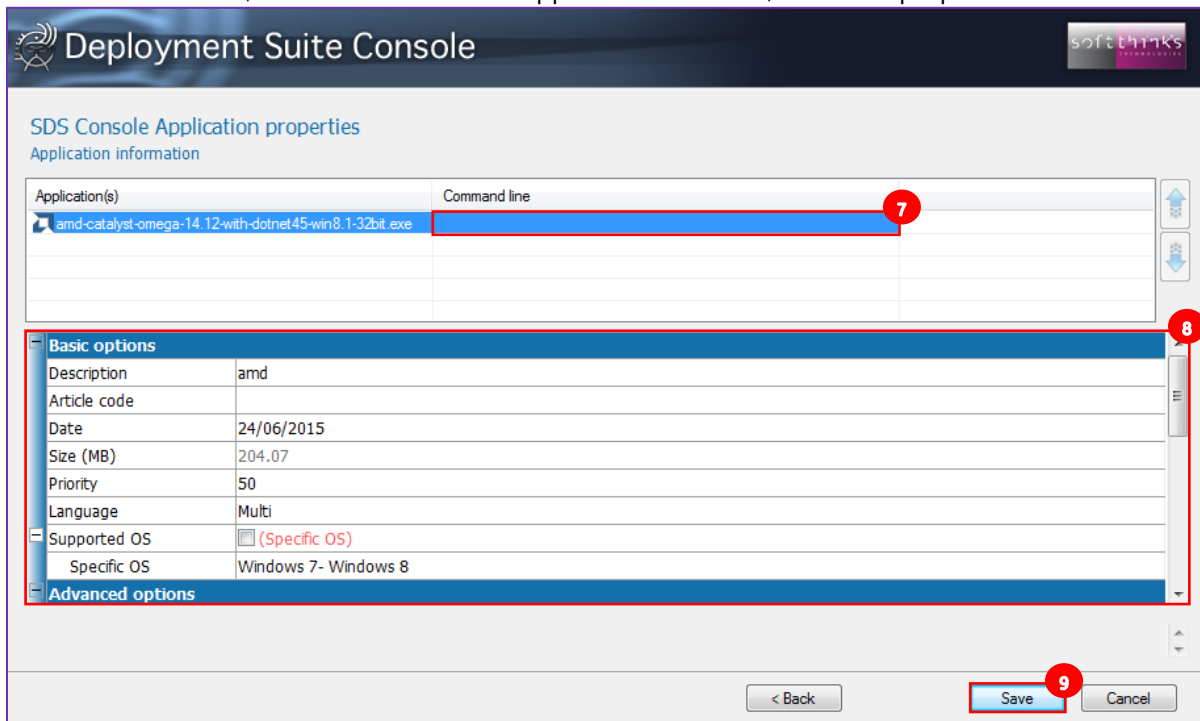 Deployment Suite Console
softthinks
TECHNOLOGIES
SDS Console Application properties
Application information
Application(s) Command line
7
amd-catalyst-omega-14.12-with-dotnet45-win8.1-32bit.exe
8
Basic options
Description amd
Article code
Date 24/06/2015
Size (MB) 204.07
Priority 50
Language Multi
Supported OS (Specific OS)
Specific OS Windows 7- Windows 8
Advanced options
9
< Back Save Cancel